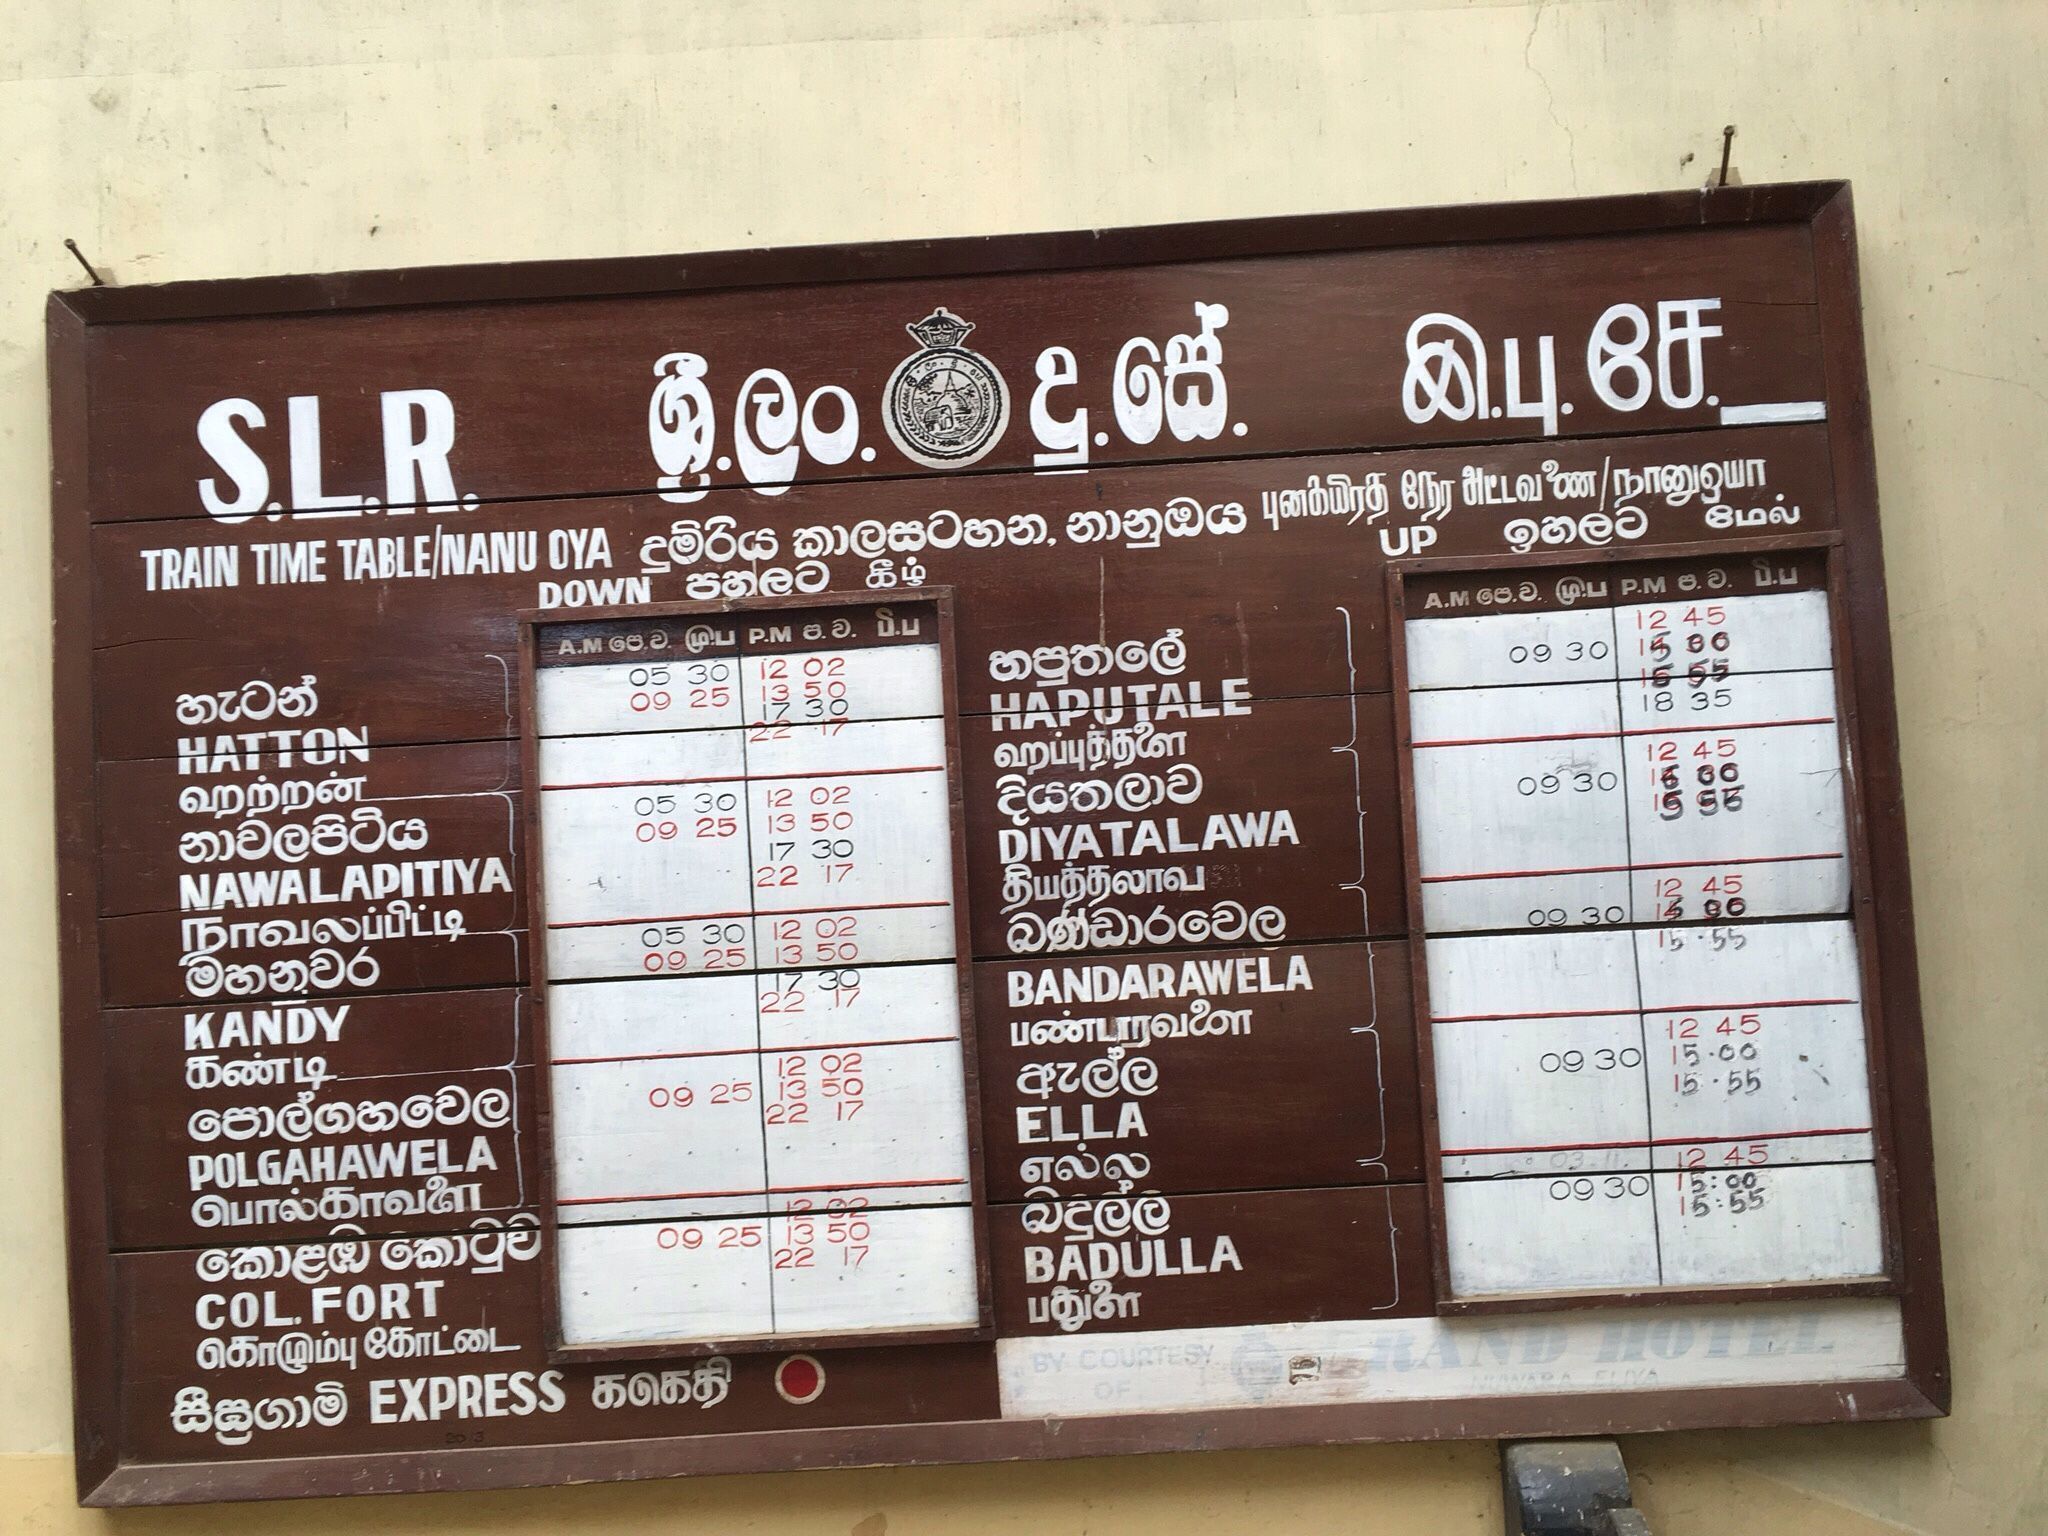 S.L.R. ශ්‍රී.ලං. දු.සේ. இ.பு.சே.
TRAIN TIME TABLE/NANU OYA දුම්රිය කාලසටහන, නානුඔය புகையிரத நேர அட்டவணை/நானுஓயா
DOWN පහලට கீழ்
UP ඉහලට மேல்
A.M පෙ.ව. மு.ப P.M ප.ව. பி.ப
හැටන්
HATTON
ஹற்றன்
05 30 12 02
09 25 13 50
17 30
22 17
නාවලපිටිය
NAWALAPITIYA
நாவலப்பிட்டி
05 30 12 02
09 25 13 50
17 30
22 17
මහනුවර
KANDY
கண்டி
05 30 12 02
09 25 13 50
17 30
22 17
පොල්ගහවෙල
POLGAHAWELA
பொல்காவளை
12 02
09 25 13 50
22 17
කොළඹ කොටුව
COL. FORT
கொழும்பு கோட்டை
12 02
09 25 13 50
22 17
සීඝ්‍රගාමි EXPRESS கடுகதி
A.M පෙ.ව. மு.ப P.M ප.ව. பி.ப
හපුතලේ
HAPUTALE
ஹப்புத்தளை
12 45
09 30
18 35
දියතලාව
DIYATALAWA
தியத்தலாவ
12 45
09 30
බණ්ඩාරවෙල
BANDARAWELA
பண்டாரவளை
12 45
09 30
15.55
ඇල්ල
ELLA
எல்ல
12 45
09 30 15.00
15.55
බදුල්ල
BADULLA
பதுளை
12 45
09 30 15:00
15:55
BY COURTESY
OF
GRAND HOTEL
NUWARA ELIYA